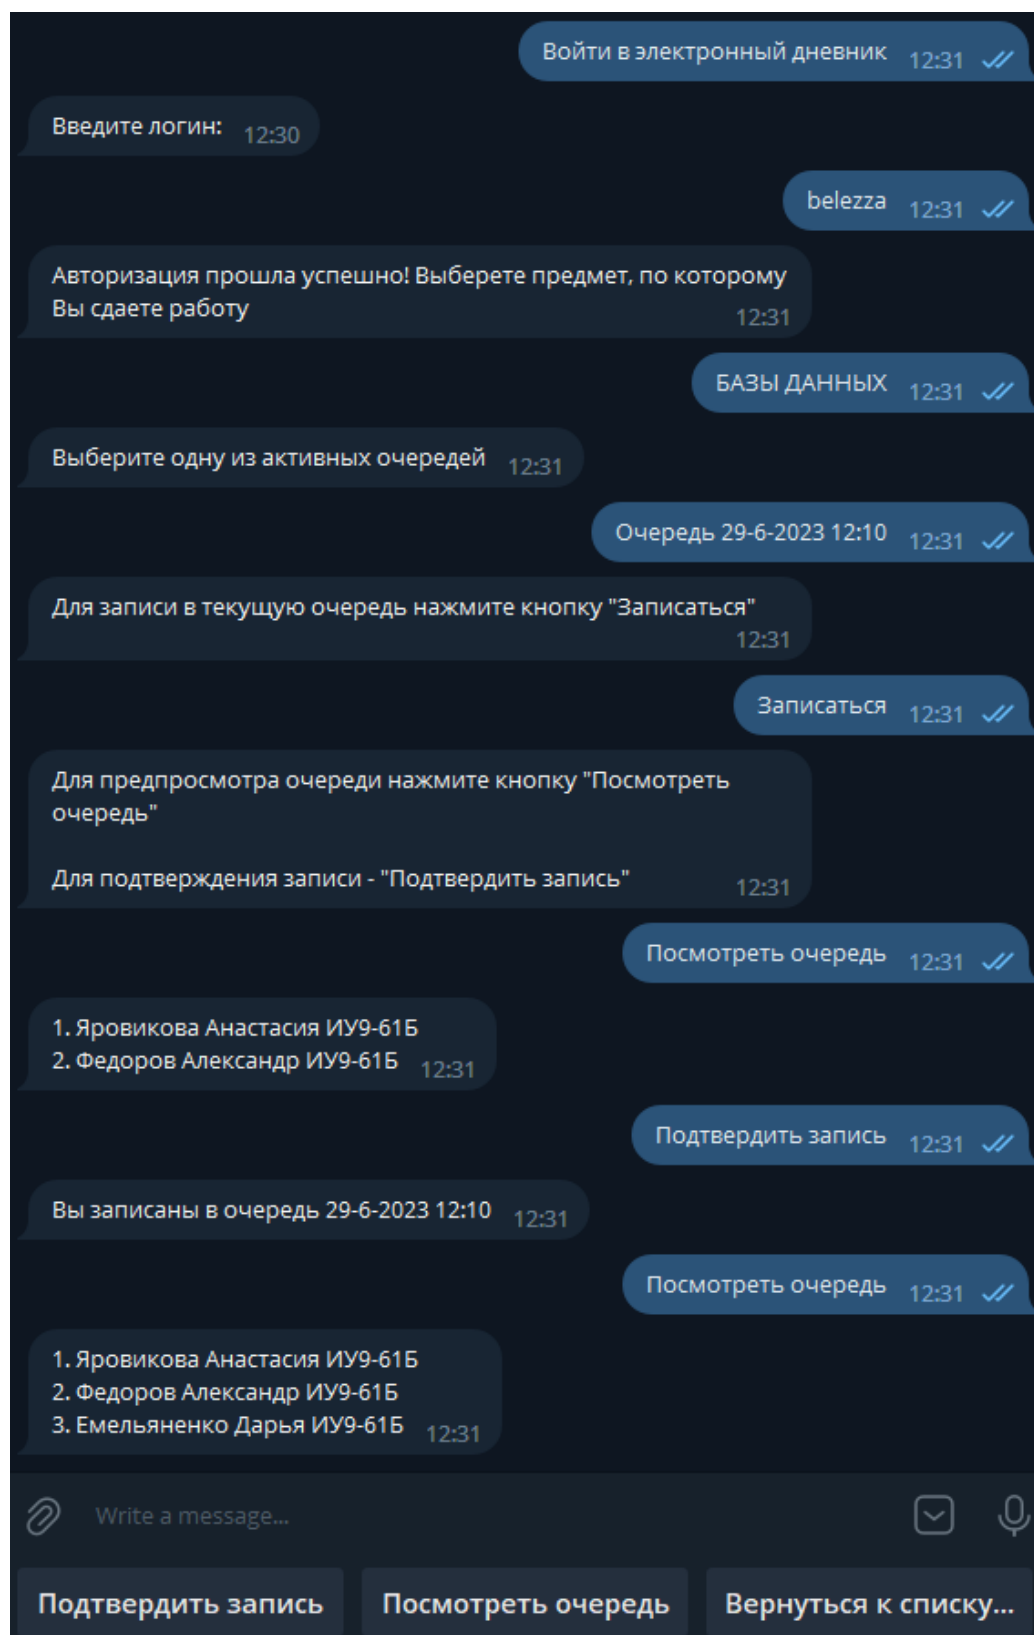 Войти в электронный дневник 12:31
Введите логин: 12:30
belezza 12:31
Авторизация прошла успешно! Выберете предмет, по которому
Вы сдаете работу 12:31
БАЗЫ ДАННЫХ 12:31
Выберите одну из активных очередей 12:31
Очередь 29-6-2023 12:10 12:31
Для записи в текущую очередь нажмите кнопку "Записаться"
12:31
Записаться 12:31
Для предпросмотра очереди нажмите кнопку "Посмотреть
очередь"
Для подтверждения записи - "Подтвердить запись" 12:31
Посмотреть очередь 12:31
1. Яровикова Анастасия ИУ9-61Б
2. Федоров Александр ИУ9-61Б 12:31
Подтвердить запись 12:31
Вы записаны в очередь 29-6-2023 12:10 12:31
Посмотреть очередь 12:31
1. Яровикова Анастасия ИУ9-61Б
2. Федоров Александр ИУ9-61Б
3. Емельяненко Дарья ИУ9-61Б 12:31
Write a message...
Подтвердить запись Посмотреть очередь Вернуться к списку...